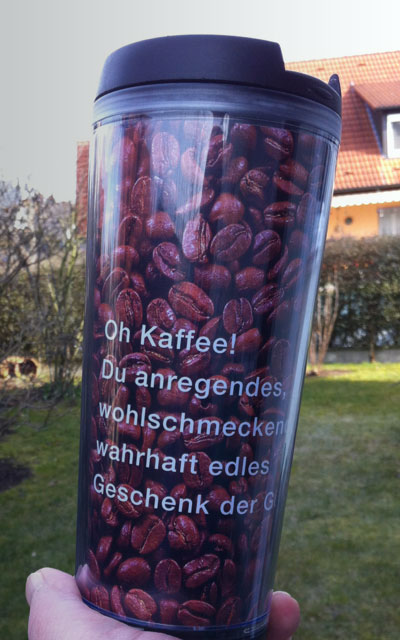 Oh Kaffee!
Du anregendes,
wohlschmecken
wahrhaft edles
Geschenk der G